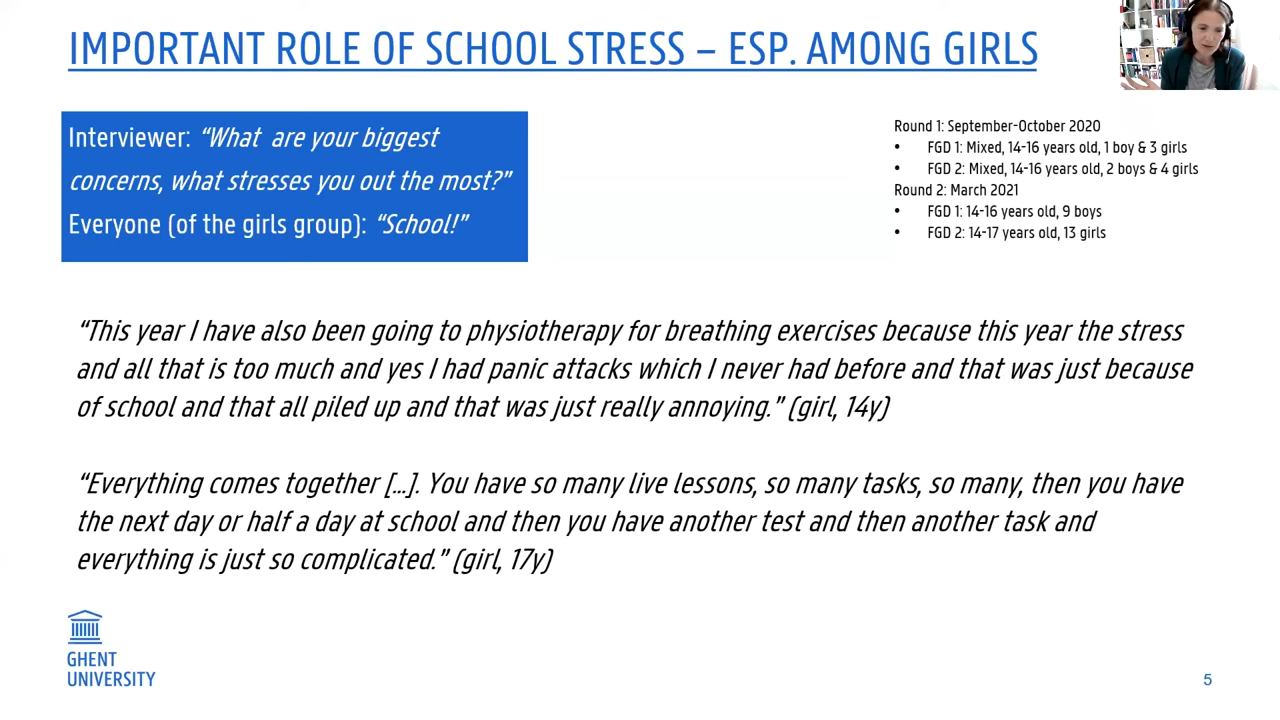 IMPORTANT ROLE OF SCHOOL STRESS – ESP. AMONG GIRLS
Interviewer: “What are your biggest
concerns, what stresses you out the most?”
Everyone (of the girls group): “School!”
Round 1: September-October 2020
• FGD 1: Mixed, 14-16 years old, 1 boy & 3 girls
• FGD 2: Mixed, 14-16 years old, 2 boys & 4 girls
Round 2: March 2021
• FGD 1: 14-16 years old, 9 boys
• FGD 2: 14-17 years old, 13 girls
“This year I have also been going to physiotherapy for breathing exercises because this year the stress
and all that is too much and yes I had panic attacks which I never had before and that was just because
of school and that all piled up and that was just really annoying.” (girl, 14y)
“Everything comes together [...]. You have so many live lessons, so many tasks, so many, then you have
the next day or half a day at school and then you have another test and then another task and
everything is just so complicated.” (girl, 17y)
GHENT
UNIVERSITY
5